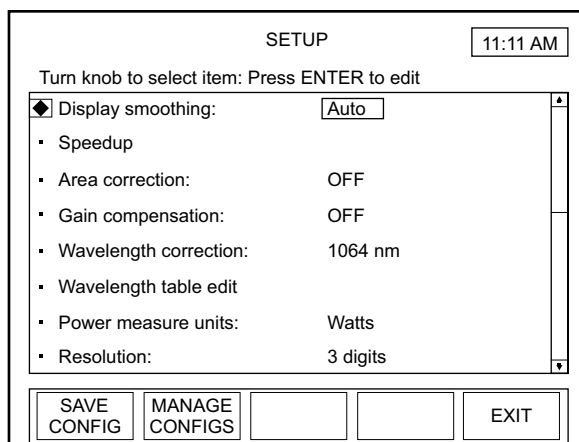 SETUP
11:11 AM
Turn knob to select item: Press ENTER to edit
Display smoothing: Auto
Speedup
Area correction: OFF
Gain compensation: OFF
Wavelength correction: 1064 nm
Wavelength table edit
Power measure units: Watts
Resolution: 3 digits
SAVE
CONFIG
MANAGE
CONFIGS
EXIT